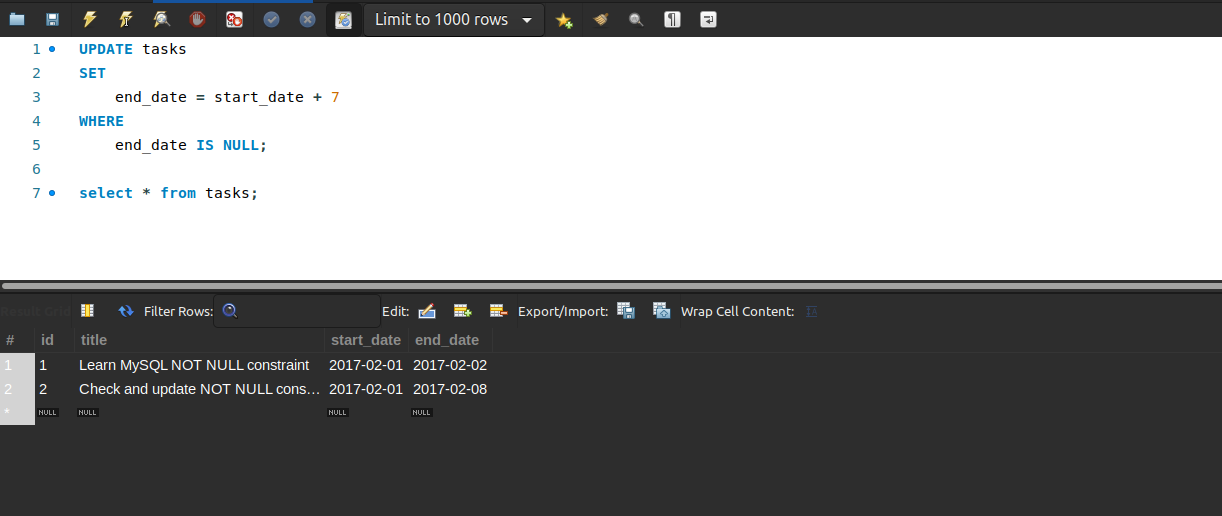 Limit to 1000 rows
1 UPDATE tasks
2 SET
3 end_date = start_date + 7
4 WHERE
5 end_date IS NULL;
6
7 select * from tasks;
Result Grid Filter Rows: Edit: Export/Import: Wrap Cell Content:
# id title start_date end_date
1 1 Learn MySQL NOT NULL constraint 2017-02-01 2017-02-02
2 2 Check and update NOT NULL cons… 2017-02-01 2017-02-08
* NULL NULL NULL NULL